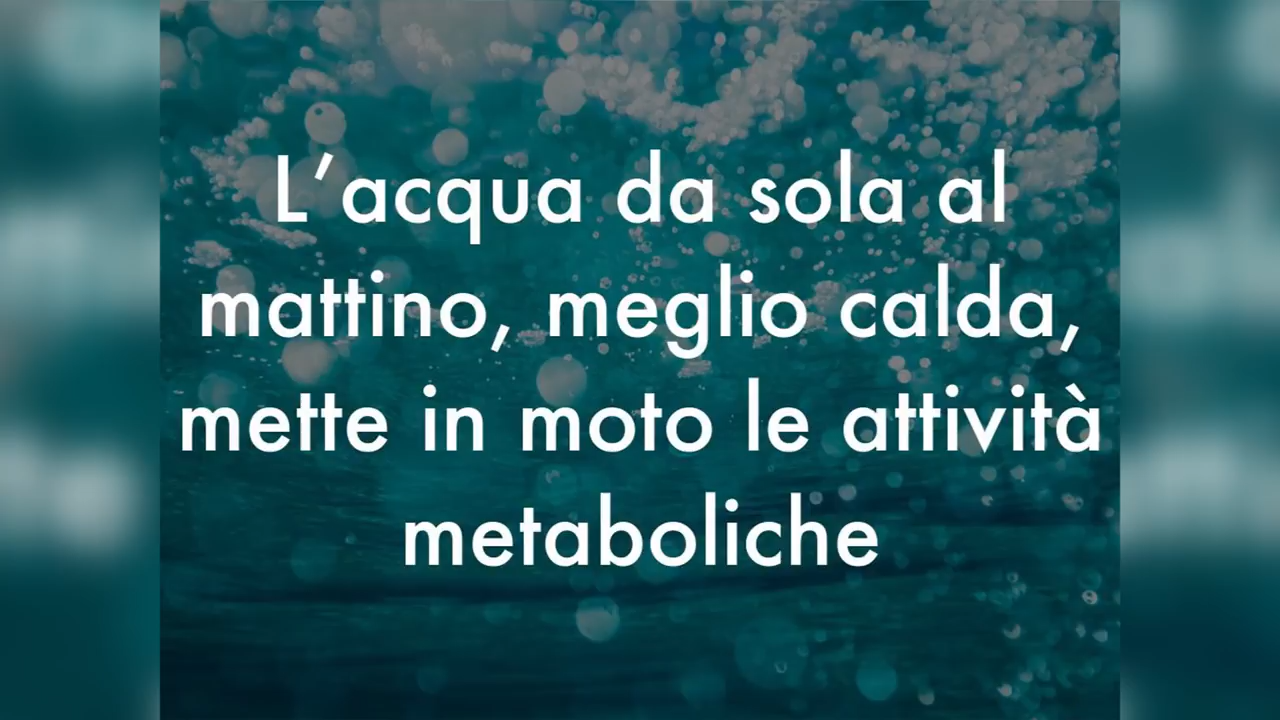 L’acqua da sola al
mattino, meglio calda,
mette in moto le attività
metaboliche